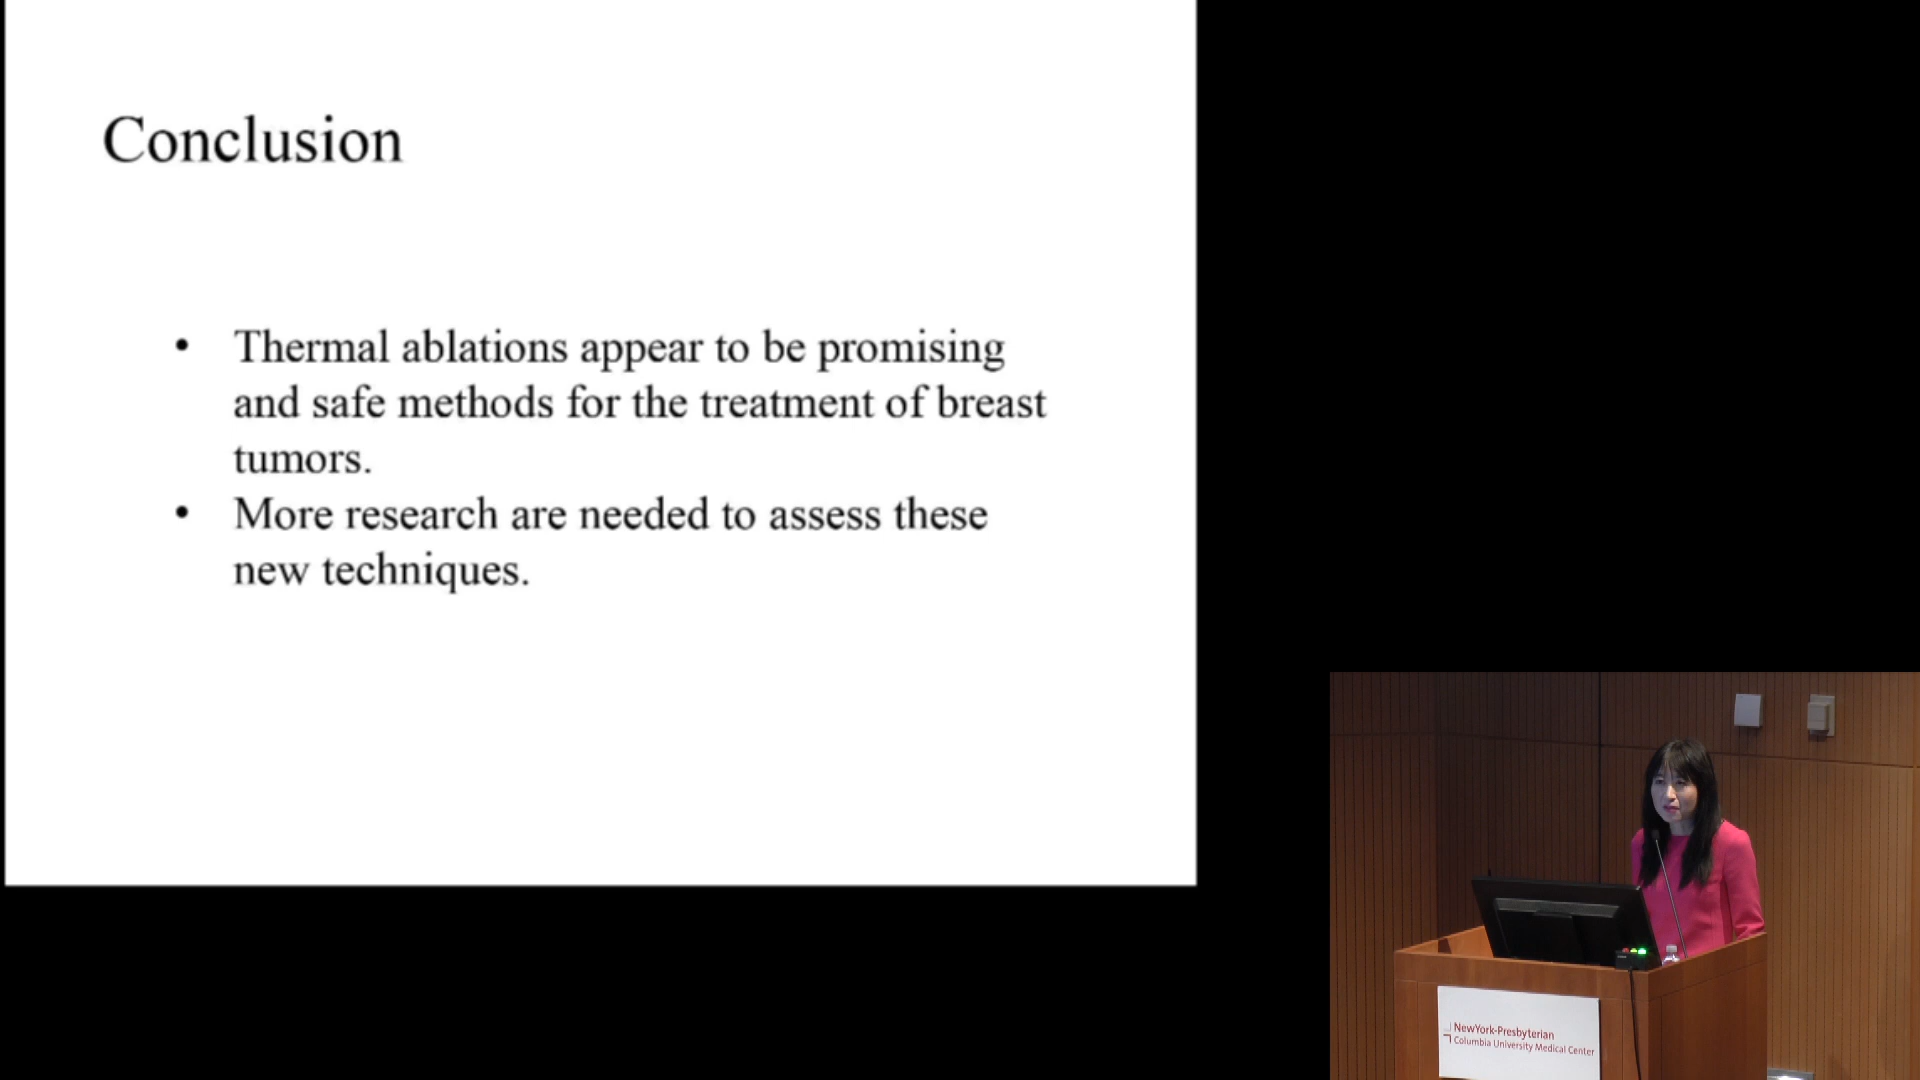 Conclusion
• Thermal ablations appear to be promising
and safe methods for the treatment of breast
tumors.
• More research are needed to assess these
new techniques.
NewYork-Presbyterian
Columbia University Medical Center